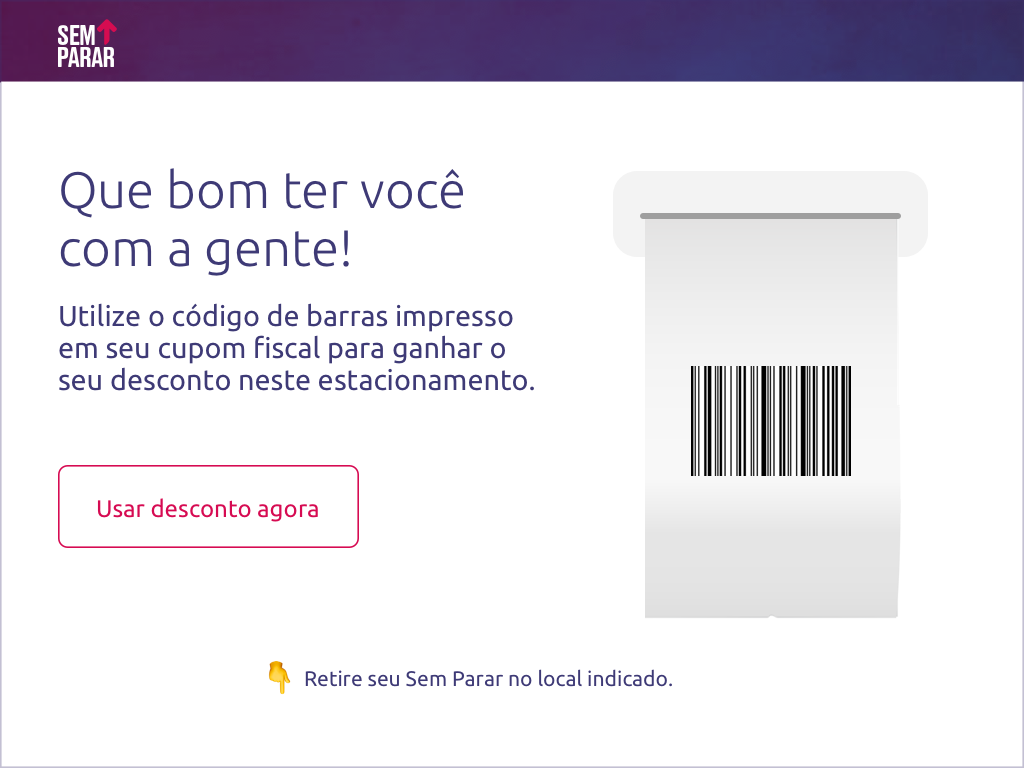 SEM
PARAR
Que bom ter você
com a gente!
Utilize o código de barras impresso
em seu cupom fiscal para ganhar o
seu desconto neste estacionamento.
Usar desconto agora
Retire seu Sem Parar no local indicado.